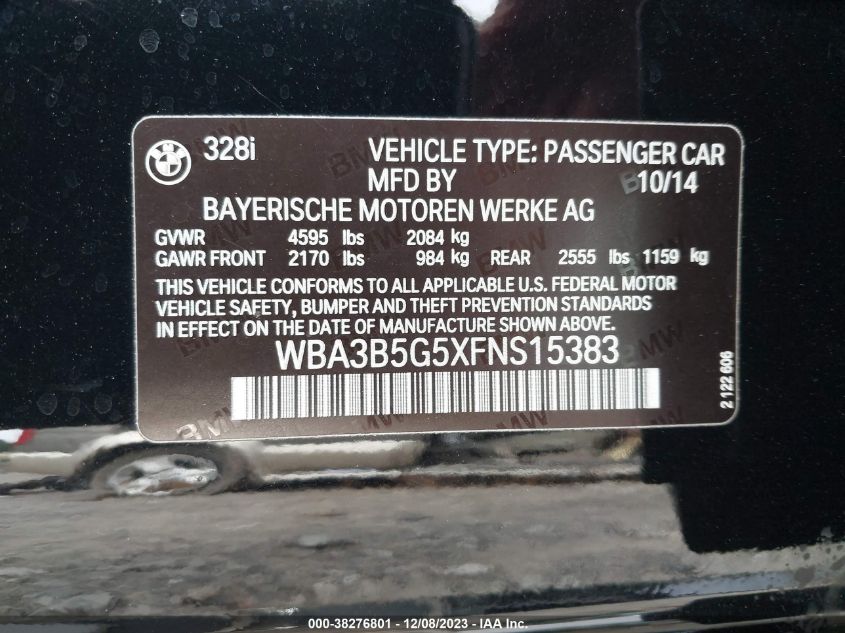 328i VEHICLE TYPE: PASSENGER CAR
MFD BY 10/14
BAYERISCHE MOTOREN WERKE AG
GVWR 4595 lbs 2084 kg
GAWR FRONT 2170 lbs 984 kg REAR 2555 lbs 1159 kg
THIS VEHICLE CONFORMS TO ALL APPLICABLE U.S. FEDERAL MOTOR
VEHICLE SAFETY, BUMPER AND THEFT PREVENTION STANDARDS
IN EFFECT ON THE DATE OF MANUFACTURE SHOWN ABOVE.
WBA3B5G5XFNS15383
2 122 606
000-38276801 - 12/08/2023 - IAA Inc.